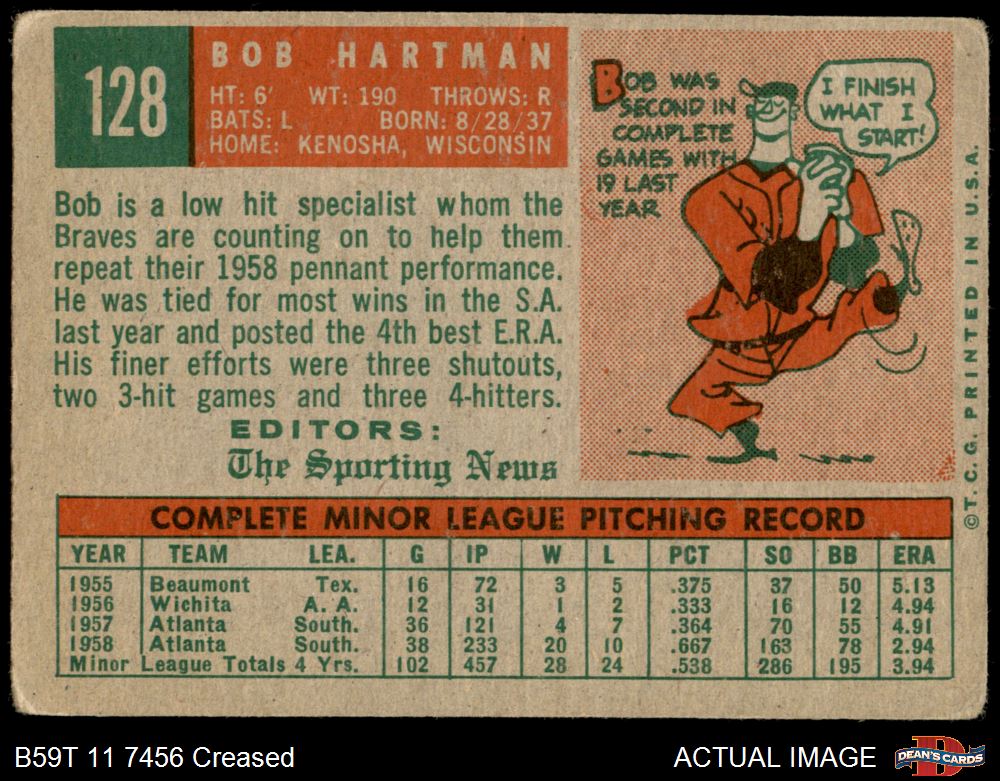 128
BOB HARTMAN
HT: 6' WT: 190 THROWS: R
BATS: L BORN: 8/28/37
HOME: KENOSHA, WISCONSIN
Bob is a low hit specialist whom the
Braves are counting on to help them
repeat their 1958 pennant performance.
He was tied for most wins in the S.A.
last year and posted the 4th best E.R.A.
His finer efforts were three shutouts,
two 3-hit games and three 4-hitters.
EDITORS:
The Sporting News
BOB WAS
SECOND IN
COMPLETE
GAMES WITH
19 LAST
YEAR
I FINISH
WHAT I
START!
© T. C. G. PRINTED IN U.S.A.
COMPLETE MINOR LEAGUE PITCHING RECORD
YEAR TEAM LEA. G IP W L PCT SO BB ERA
1955 Beaumont Tex. 16 72 3 5 .375 37 50 5.13
1956 Wichita A. A. 12 31 1 2 .333 16 12 4.94
1957 Atlanta South. 36 121 4 7 .364 70 55 4.91
1958 Atlanta South. 38 233 20 10 .667 163 78 2.94
Minor League Totals 4 Yrs. 102 457 28 24 .538 286 195 3.94
B59T 11 7456 Creased
ACTUAL IMAGE
D
DEAN'S CARDS